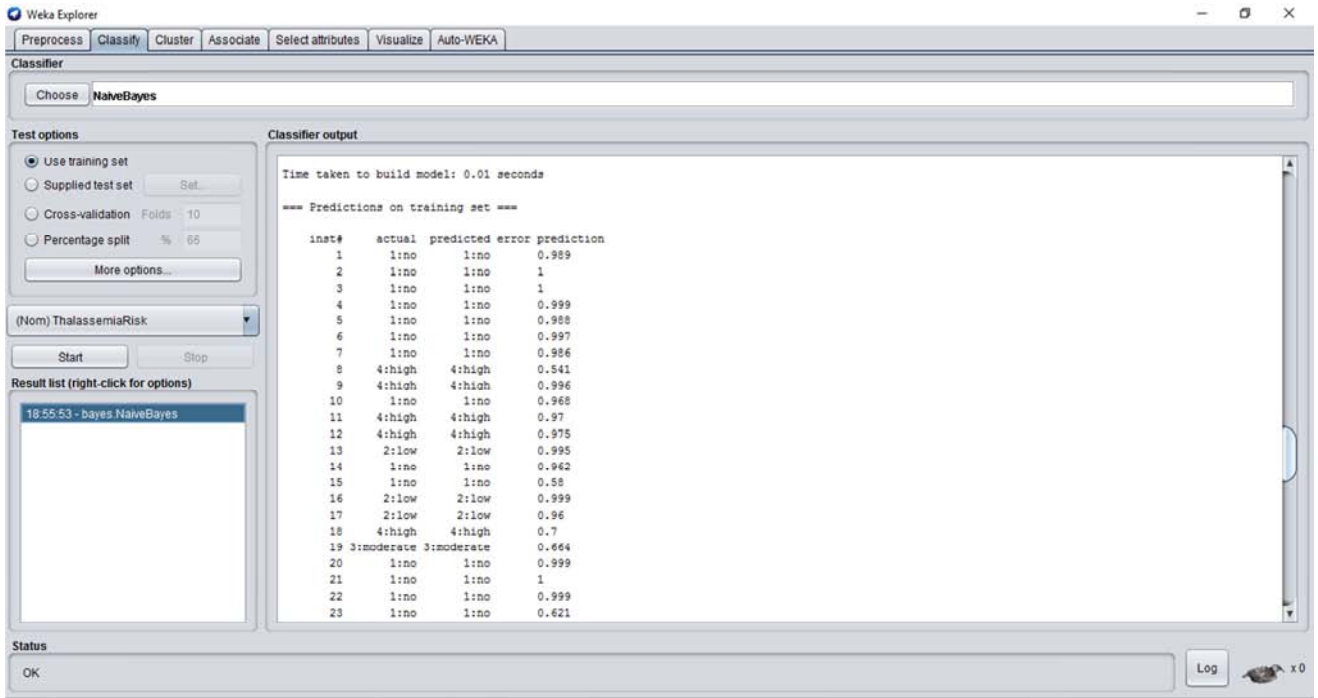 Weka Explorer
Preprocess Classify Cluster Associate Select attributes Visualize Auto-WEKA
Classifier
Choose NaiveBayes
Test options
Use training set
Supplied test set Set...
Cross-validation Folds 10
Percentage split % 66
More options...
(Nom) ThalassemiaRisk
Start Stop
Result list (right-click for options)
18:55:53 - bayes.NaiveBayes
Classifier output
Time taken to build model: 0.01 seconds
=== Predictions on training set ===
inst# actual predicted error prediction
1 1:no 1:no 0.989
2 1:no 1:no 1
3 1:no 1:no 1
4 1:no 1:no 0.999
5 1:no 1:no 0.988
6 1:no 1:no 0.997
7 1:no 1:no 0.986
8 4:high 4:high 0.541
9 4:high 4:high 0.996
10 1:no 1:no 0.968
11 4:high 4:high 0.97
12 4:high 4:high 0.975
13 2:low 2:low 0.995
14 1:no 1:no 0.962
15 1:no 1:no 0.58
16 2:low 2:low 0.999
17 2:low 2:low 0.96
18 4:high 4:high 0.7
19 3:moderate 3:moderate 0.664
20 1:no 1:no 0.999
21 1:no 1:no 1
22 1:no 1:no 0.999
23 1:no 1:no 0.621
Status
OK
Log x 0